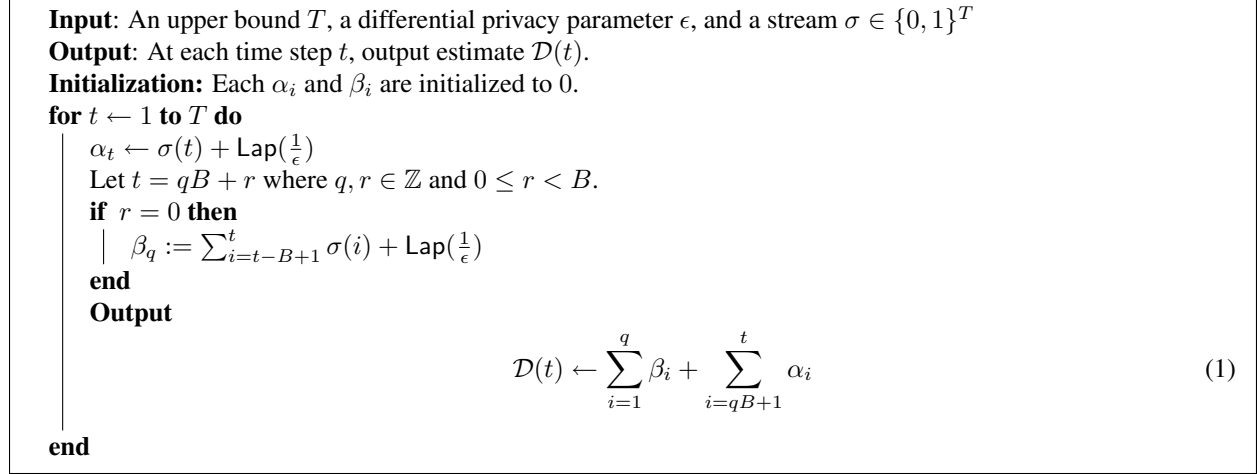 Input: An upper bound T, a differential privacy parameter ϵ, and a stream σ ∈ {0, 1}^T
Output: At each time step t, output estimate 𝒟(t).
Initialization: Each α_i and β_i are initialized to 0.
for t ← 1 to T do
α_t ← σ(t) + Lap(1/ϵ)
Let t = qB + r where q, r ∈ ℤ and 0 ≤ r < B.
if r = 0 then
β_q := ∑_{i=t−B+1}^{t} σ(i) + Lap(1/ϵ)
end
Output
𝒟(t) ← ∑_{i=1}^{q} β_i + ∑_{i=qB+1}^{t} α_i (1)
end